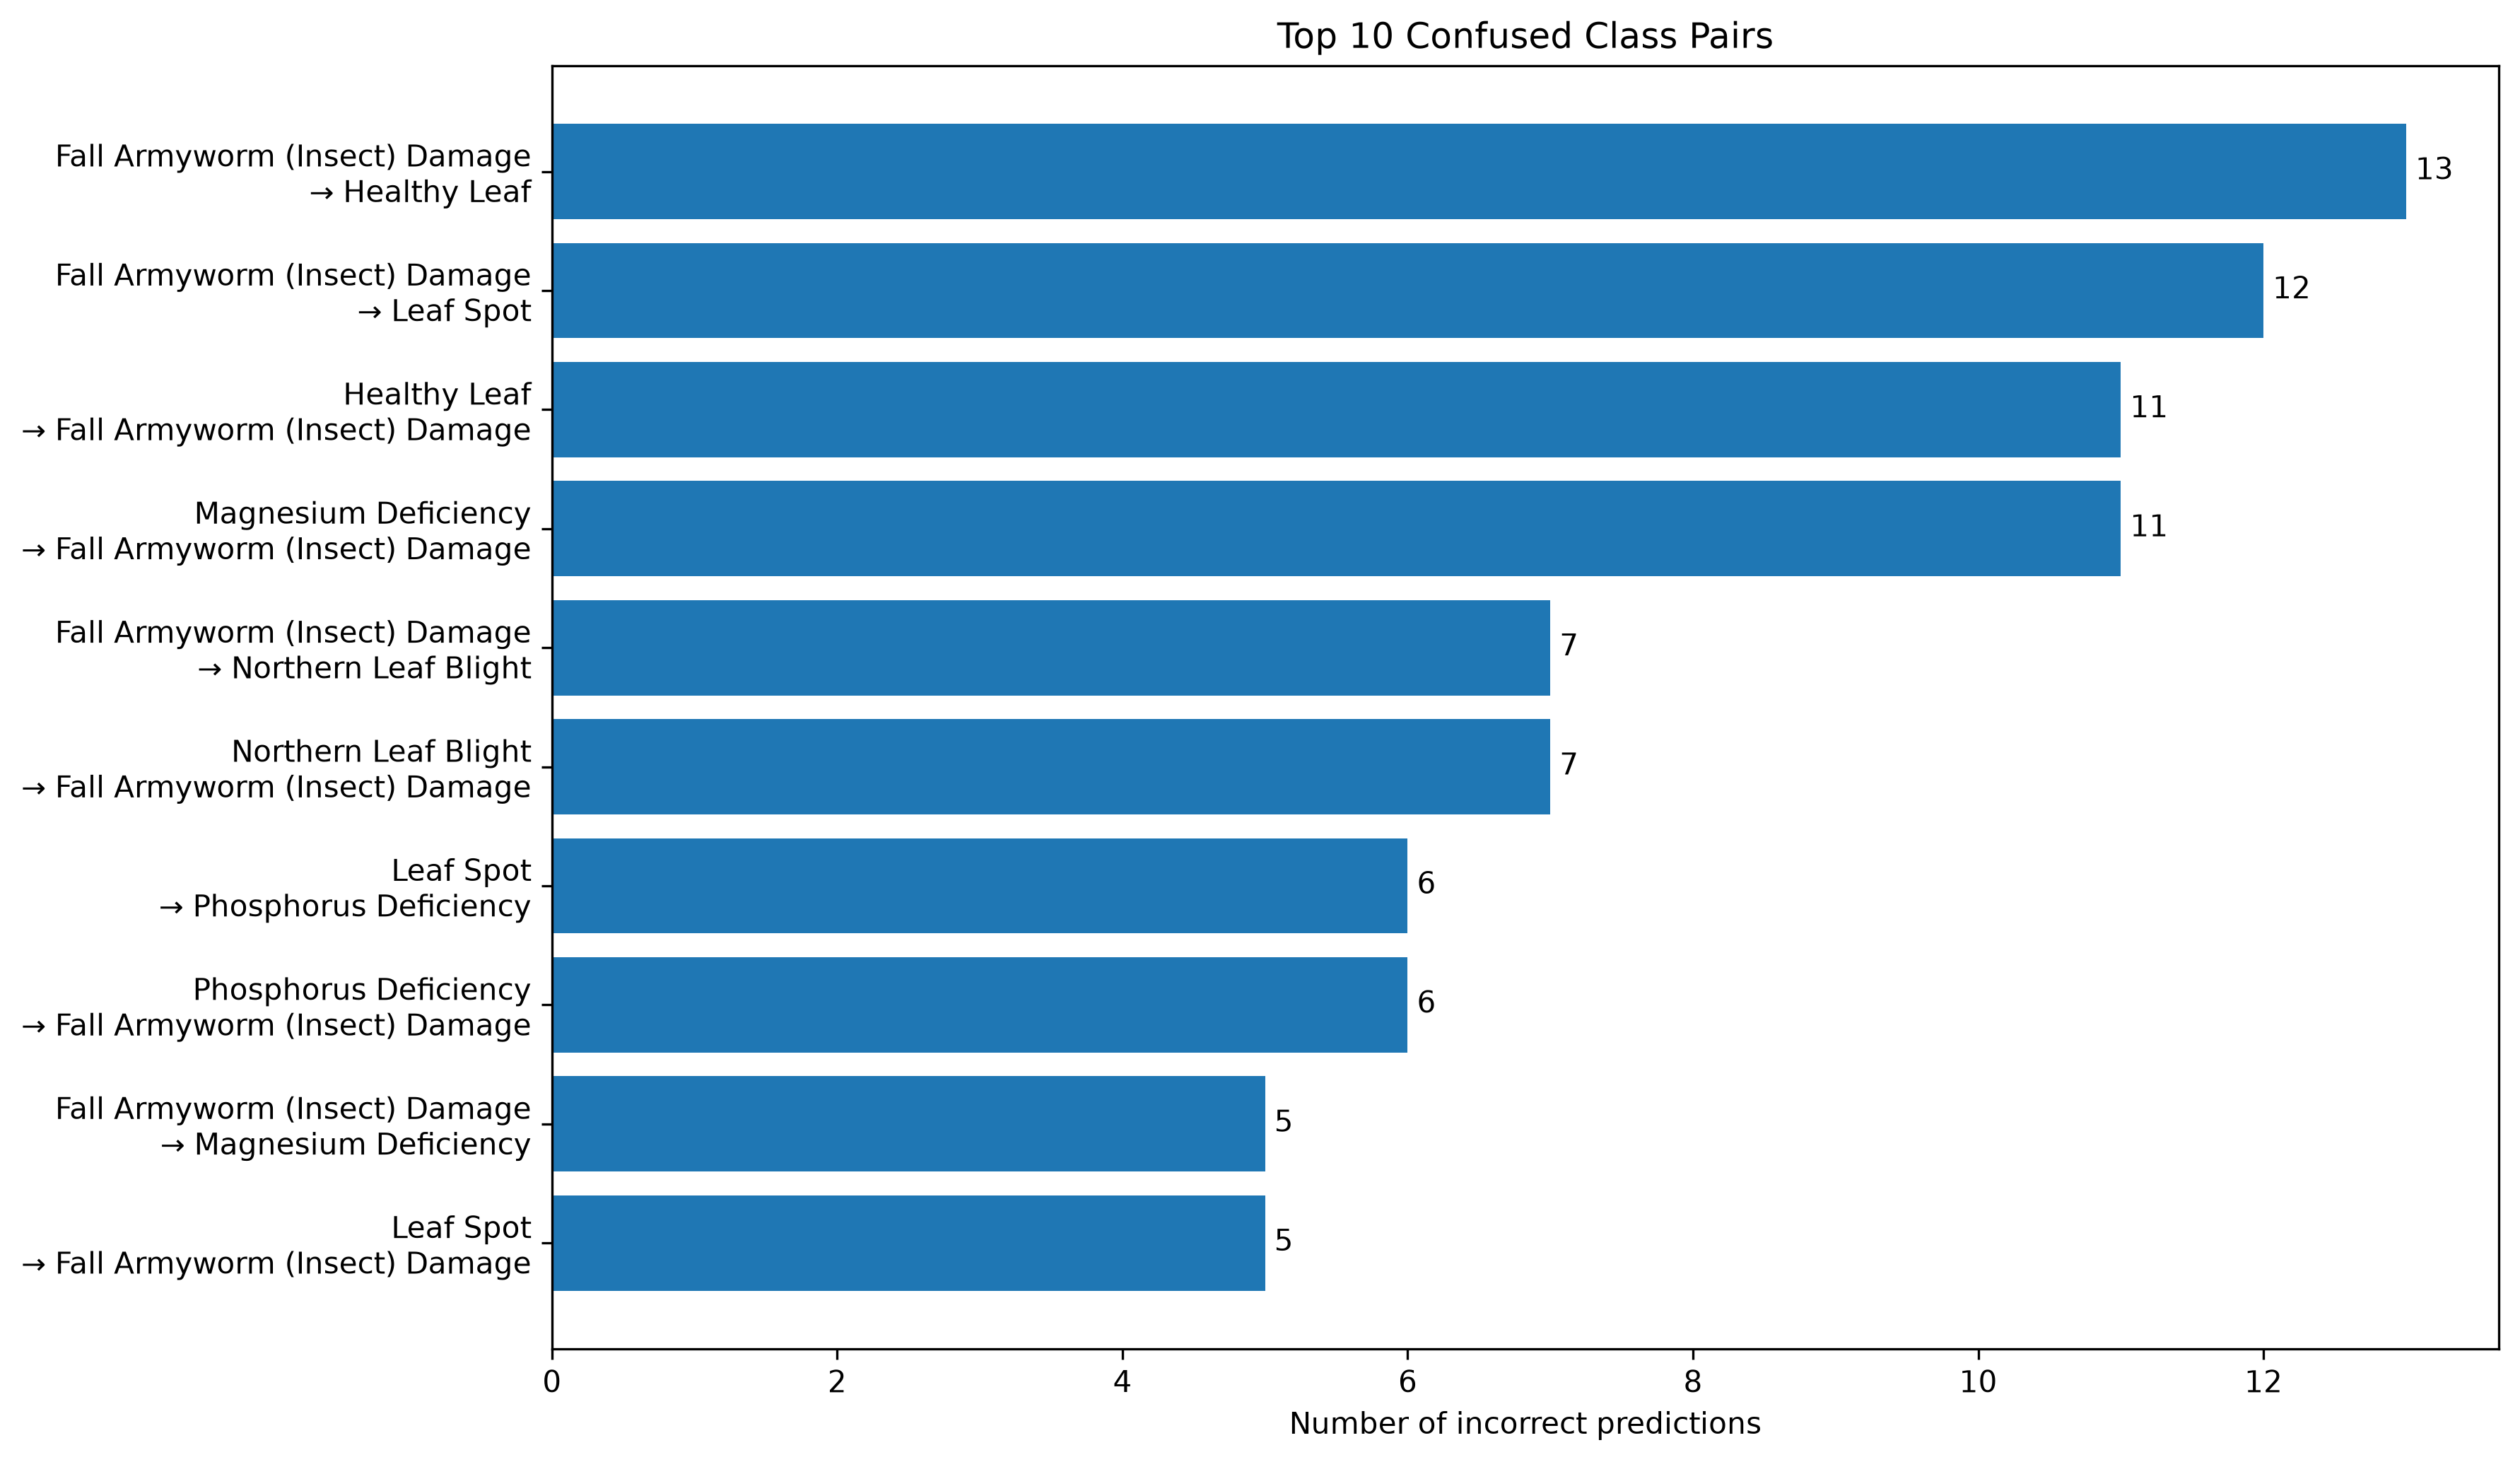 Top 10 Confused Class Pairs
Fall Armyworm (Insect) Damage
→ Healthy Leaf
13
Fall Armyworm (Insect) Damage
→ Leaf Spot
12
Healthy Leaf
→ Fall Armyworm (Insect) Damage
11
Magnesium Deficiency
→ Fall Armyworm (Insect) Damage
11
Fall Armyworm (Insect) Damage
→ Northern Leaf Blight
7
Northern Leaf Blight
→ Fall Armyworm (Insect) Damage
7
Leaf Spot
→ Phosphorus Deficiency
6
Phosphorus Deficiency
→ Fall Armyworm (Insect) Damage
6
Fall Armyworm (Insect) Damage
→ Magnesium Deficiency
5
Leaf Spot
→ Fall Armyworm (Insect) Damage
5
0 2 4 6 8 10 12
Number of incorrect predictions